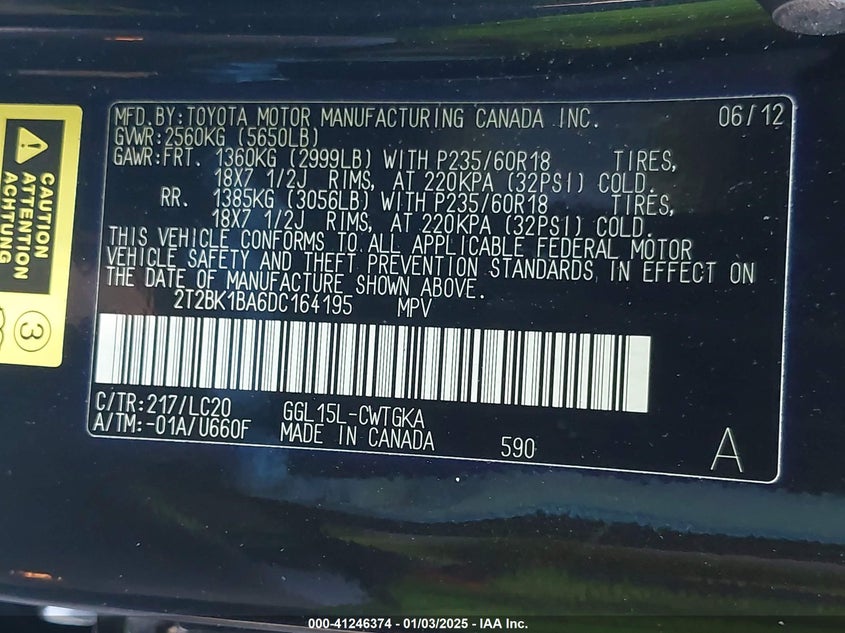 MFD.BY:TOYOTA MOTOR MANUFACTURING CANADA INC. 06/12
GVWR:2560KG (5650LB)
GAWR:FRT. 1360KG (2999LB) WITH P235/60R18 TIRES,
18X7 1/2J RIMS, AT 220KPA (32PSI) COLD.
RR. 1385KG (3056LB) WITH P235/60R18 TIRES,
18X7 1/2J RIMS, AT 220KPA (32PSI) COLD.
THIS VEHICLE CONFORMS TO ALL APPLICABLE FEDERAL MOTOR
VEHICLE SAFETY AND THEFT PREVENTION STANDARDS IN EFFECT ON
THE DATE OF MANUFACTURE SHOWN ABOVE.
2T2BK1BA6DC164195 MPV
C/TR:217/LC20 GGL15L-CWTGKA
A/TM:-01A/U660F MADE IN CANADA 590 A
CAUTION
ATTENTION
ACHTUNG
3
000-41246374 - 01/03/2025 - IAA Inc.